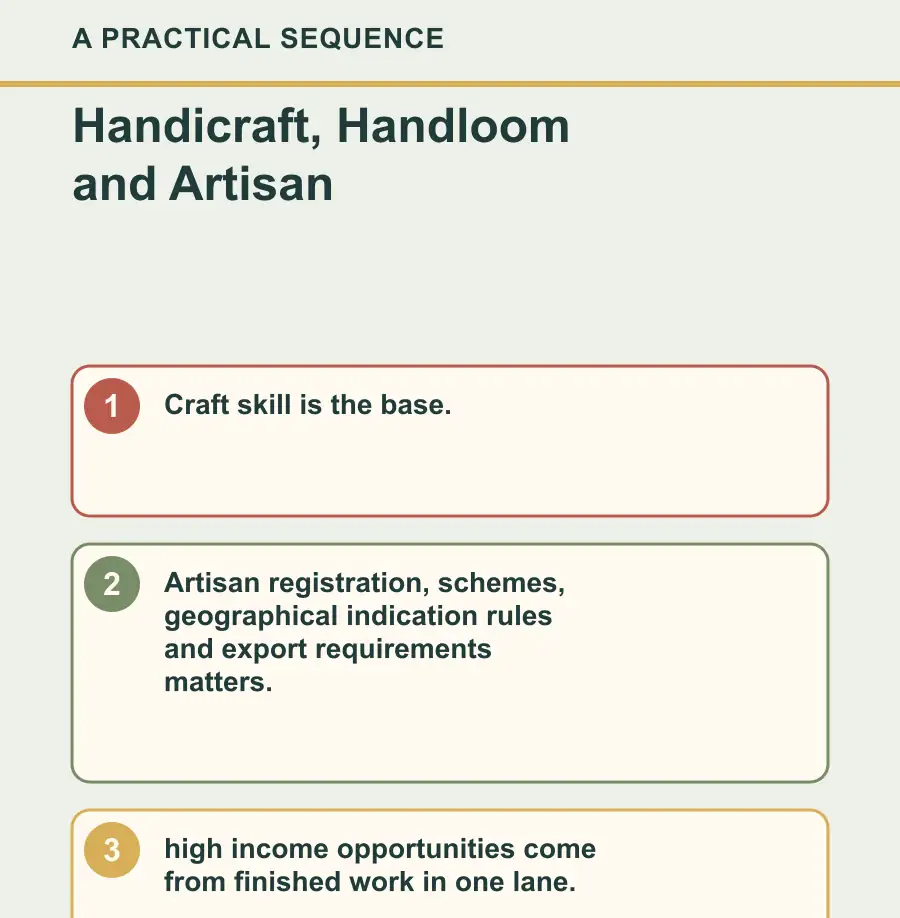 A PRACTICAL SEQUENCE
Handicraft, Handloom
and Artisan
1
Craft skill is the base.
2
Artisan registration, schemes,
geographical indication rules
and export requirements
matters.
3
high income opportunities come
from finished work in one lane.